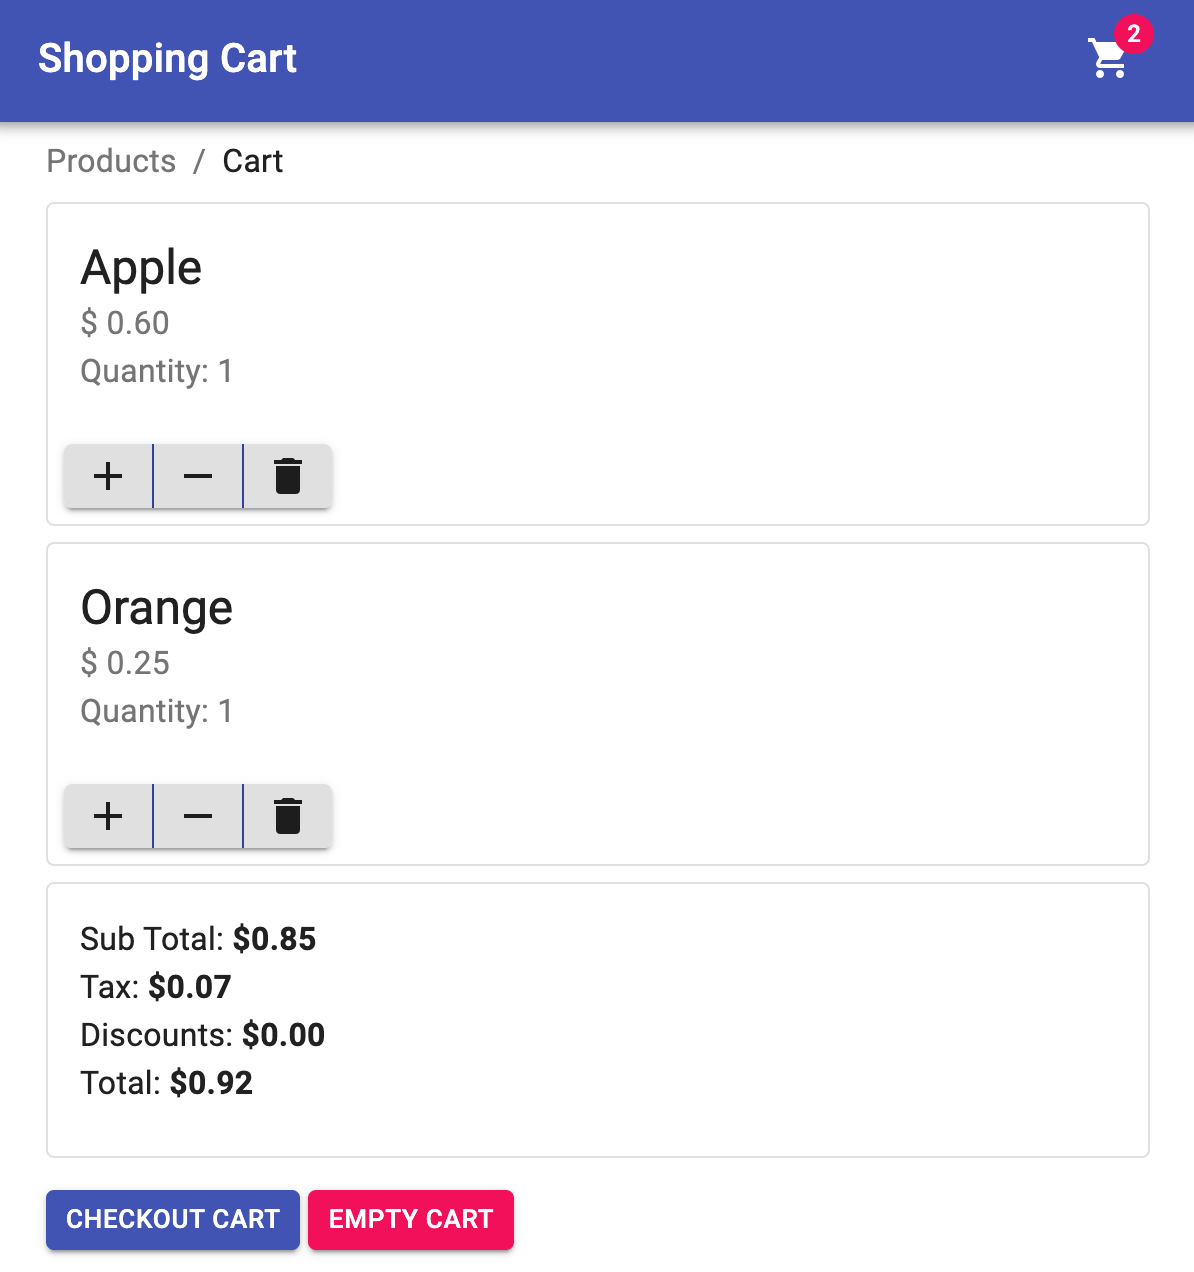 Shopping Cart
2
Products / Cart
Apple
$ 0.60
Quantity: 1
Orange
$ 0.25
Quantity: 1
Sub Total: $0.85
Tax: $0.07
Discounts: $0.00
Total: $0.92
CHECKOUT CART
EMPTY CART